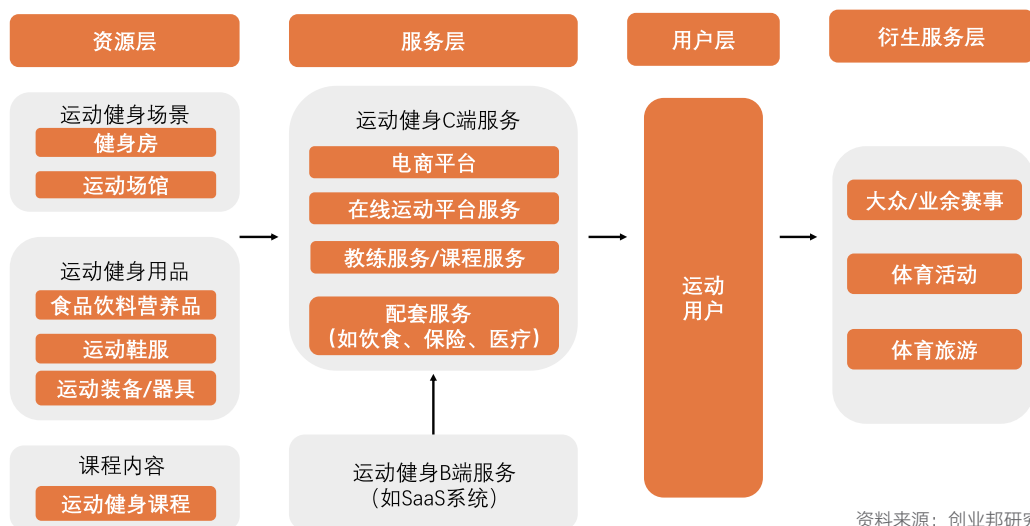 资源层
服务层
用户层
衍生服务层
运动健身场景
健身房
运动场馆
运动健身用品
食品饮料营养品
运动鞋服
运动装备/器具
课程内容
运动健身课程
运动健身C端服务
电商平台
在线运动平台服务
教练服务/课程服务
配套服务
(如饮食、保险、医疗)
运动健身B端服务
（如SaaS系统）
运动
用户
大众/业余赛事
体育活动
体育旅游
资料来源：创业邦研究